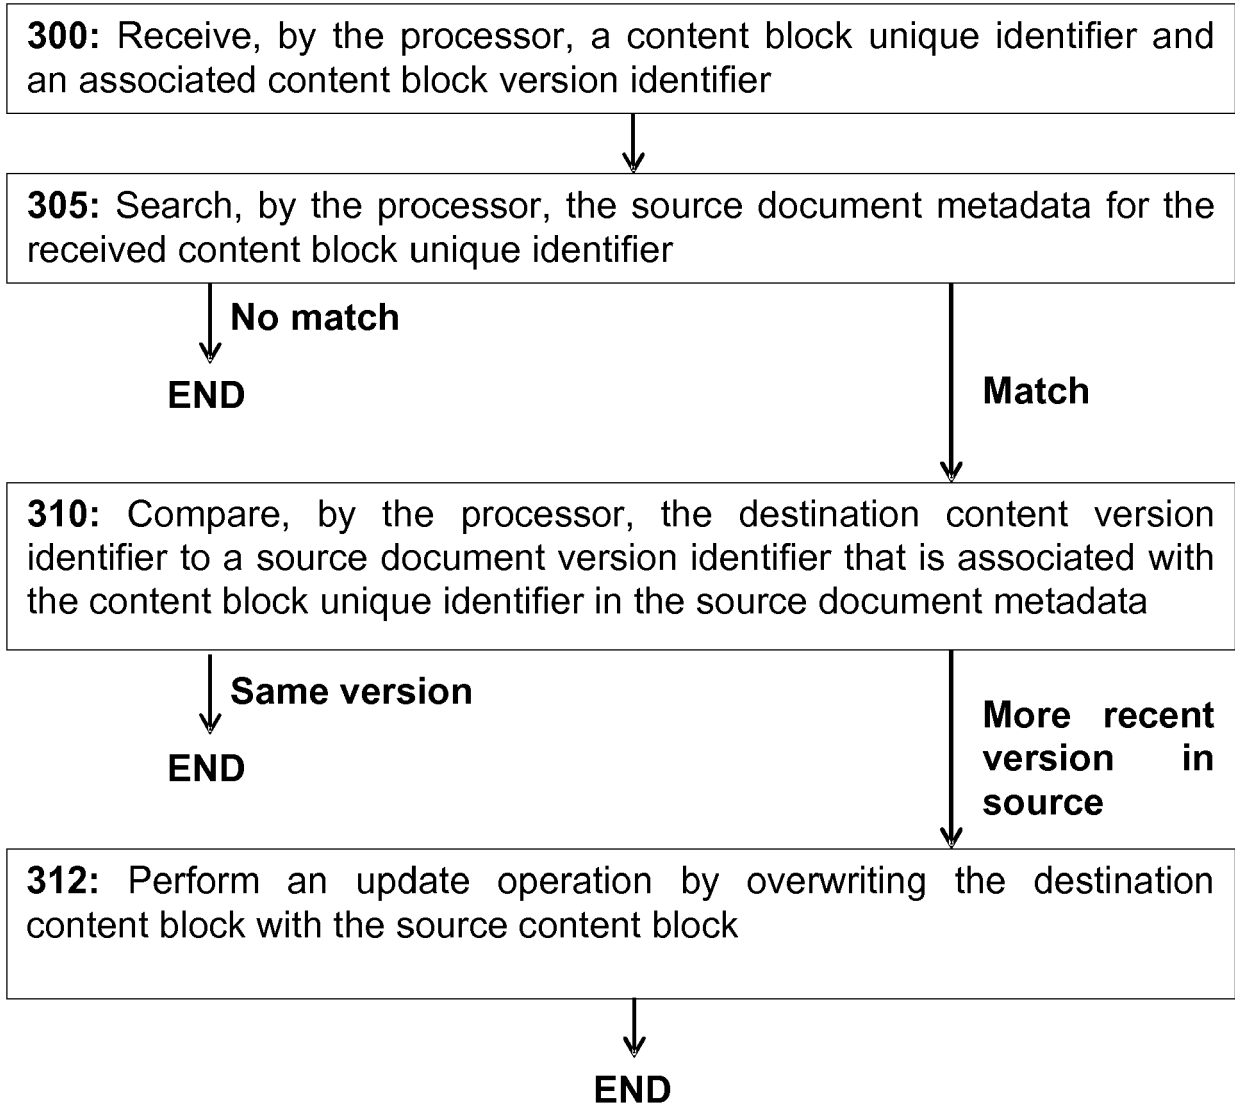 300: Receive, by the processor, a content block unique identifier and
an associated content block version identifier
305: Search, by the processor, the source document metadata for the
received content block unique identifier
No match
END
Match
310: Compare, by the processor, the destination content version
identifier to a source document version identifier that is associated with
the content block unique identifier in the source document metadata
Same version
END
More recent
version in
source
312: Perform an update operation by overwriting the destination
content block with the source content block
END